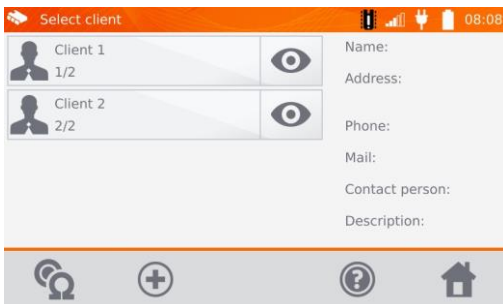 Select client
08:08
Client 1
1/2
Client 2
2/2
Name:
Address:
Phone:
Mail:
Contact person:
Description: